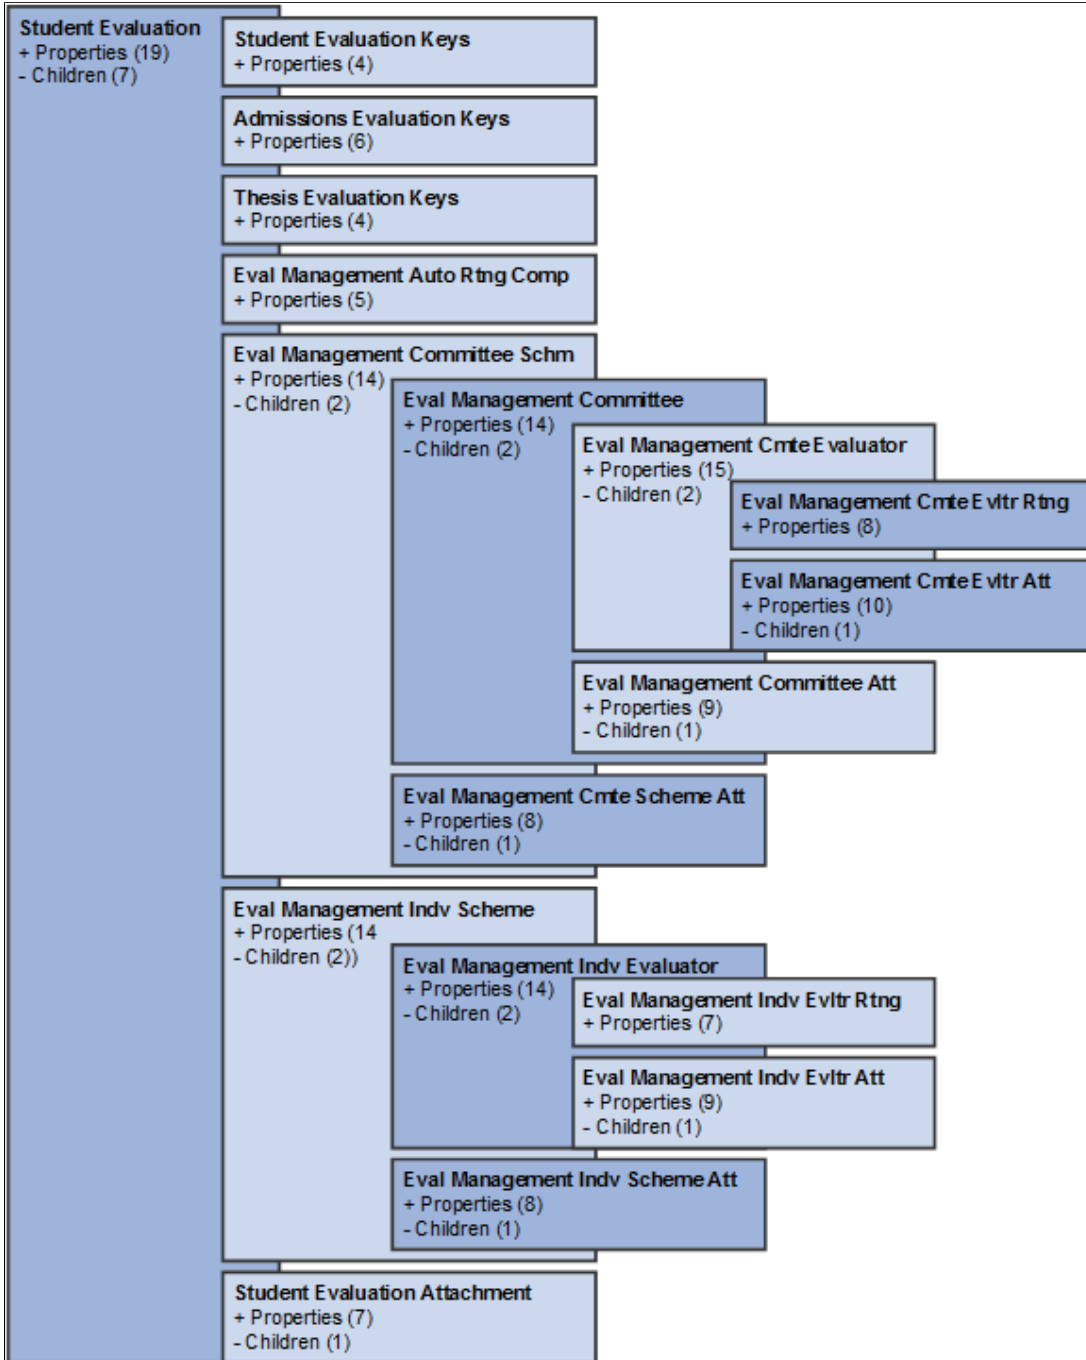 Student Evaluation
+ Properties (19)
- Children (7)
Student Evaluation Keys
+ Properties (4)
Admissions Evaluation Keys
+ Properties (6)
Thesis Evaluation Keys
+ Properties (4)
Eval Management Auto Rtng Comp
+ Properties (5)
Eval Management Committee Schm
+ Properties (14)
- Children (2)
Eval Management Committee
+ Properties (14)
- Children (2)
Eval Management Cmte Evaluator
+ Properties (15)
- Children (2)
Eval Management Cmte Evltr Rtng
+ Properties (8)
Eval Management Cmte Evltr Att
+ Properties (10)
- Children (1)
Eval Management Committee Att
+ Properties (9)
- Children (1)
Eval Management Cmte Scheme Att
+ Properties (8)
- Children (1)
Eval Management Indv Scheme
+ Properties (14
- Children (2))
Eval Management Indv Evaluator
+ Properties (14)
- Children (2)
Eval Management Indv Evltr Rtng
+ Properties (7)
Eval Management Indv Evltr Att
+ Properties (9)
- Children (1)
Eval Management Indv Scheme Att
+ Properties (8)
- Children (1)
Student Evaluation Attachment
+ Properties (7)
- Children (1)